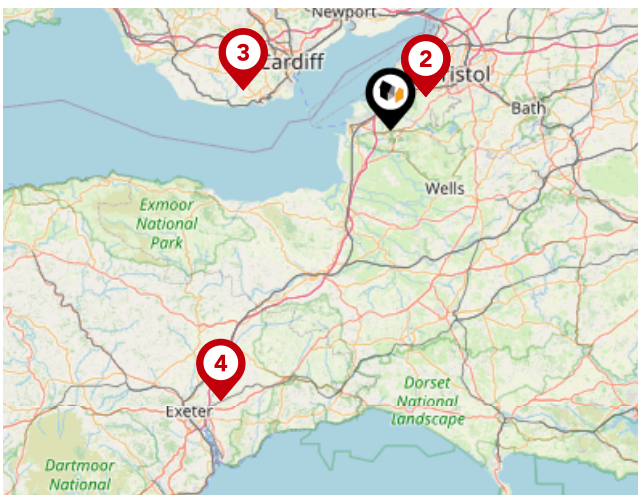 Newport
3
Cardiff
2
Bristol
Bath
Wells
Exmoor
National
Park
4
Exeter
Dorset
National
Landscape
Dartmoor
National